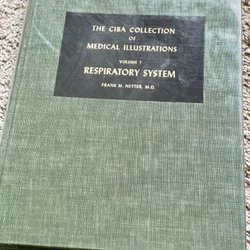 THE CIBA COLLECTION
OF
MEDICAL ILLUSTRATIONS
VOLUME 7
RESPIRATORY SYSTEM
FRANK H. NETTER, M.D.